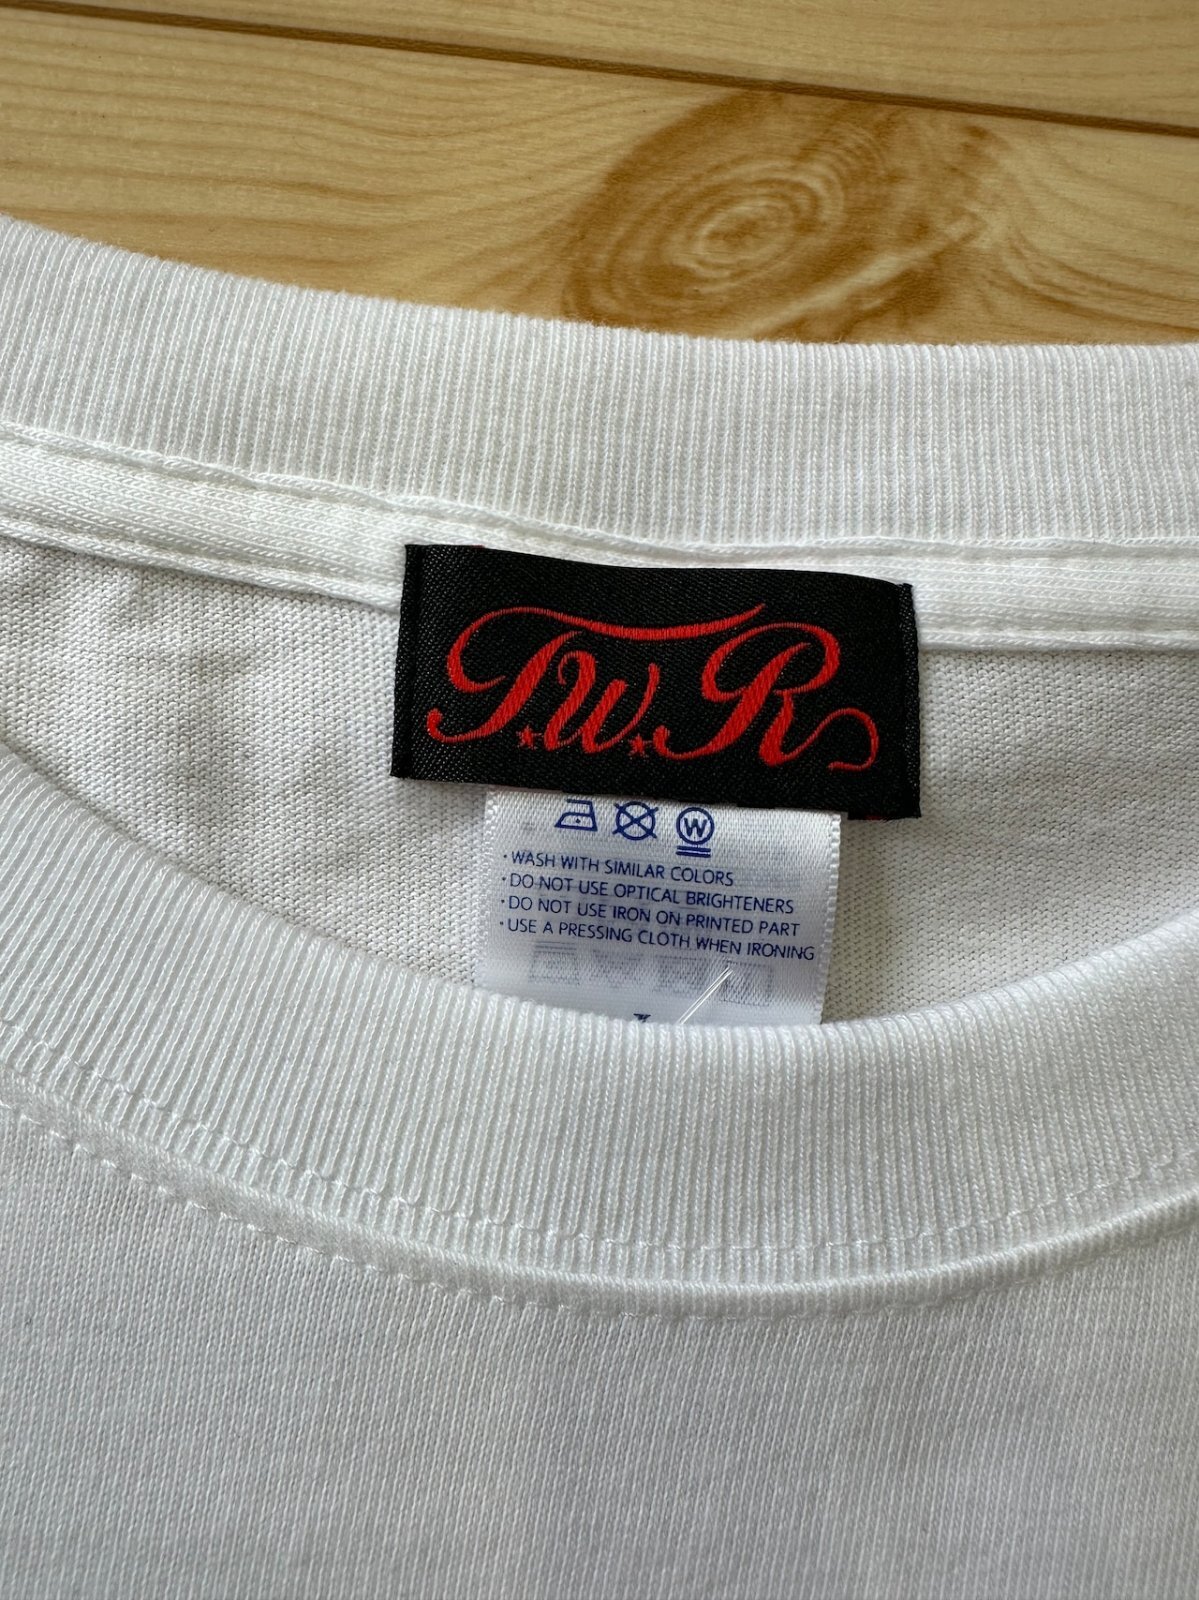 T.W.R
W
・WASH WITH SIMILAR COLORS
・DO NOT USE OPTICAL BRIGHTENERS
・DO NOT USE IRON ON PRINTED PART
・USE A PRESSING CLOTH WHEN IRONING